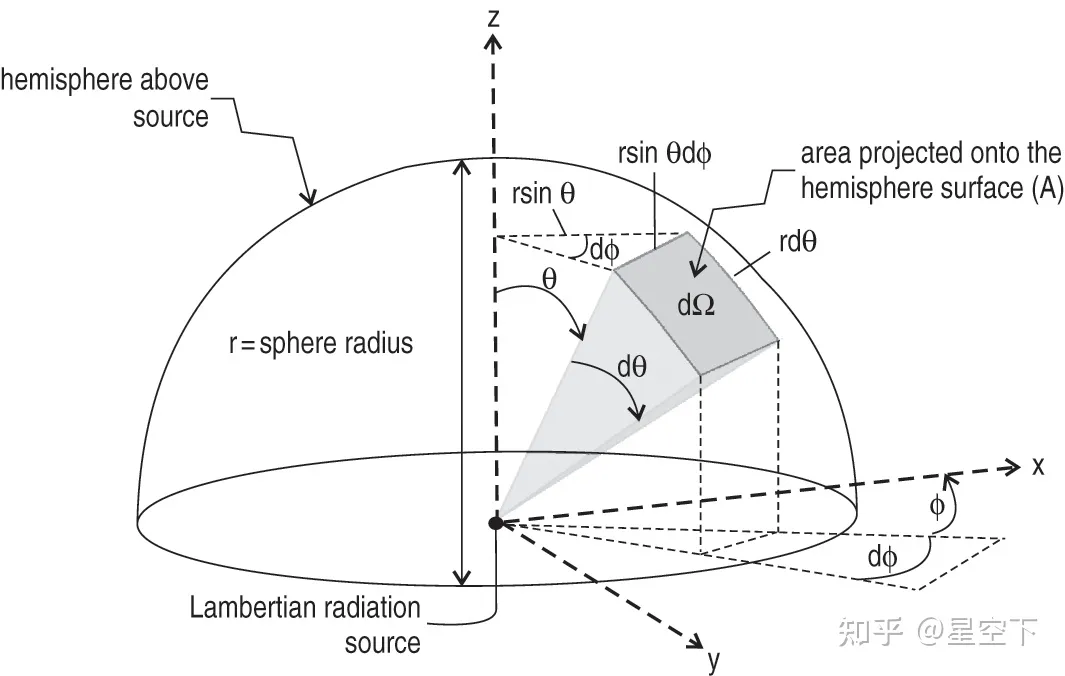 z
hemisphere above
source
rsin θdϕ
area projected onto the
hemisphere surface (A)
rsin θ
dϕ
rdθ
θ
dΩ
r=sphere radius
dθ
x
ϕ
dϕ
Lambertian radiation
source
y
知乎 @星空下